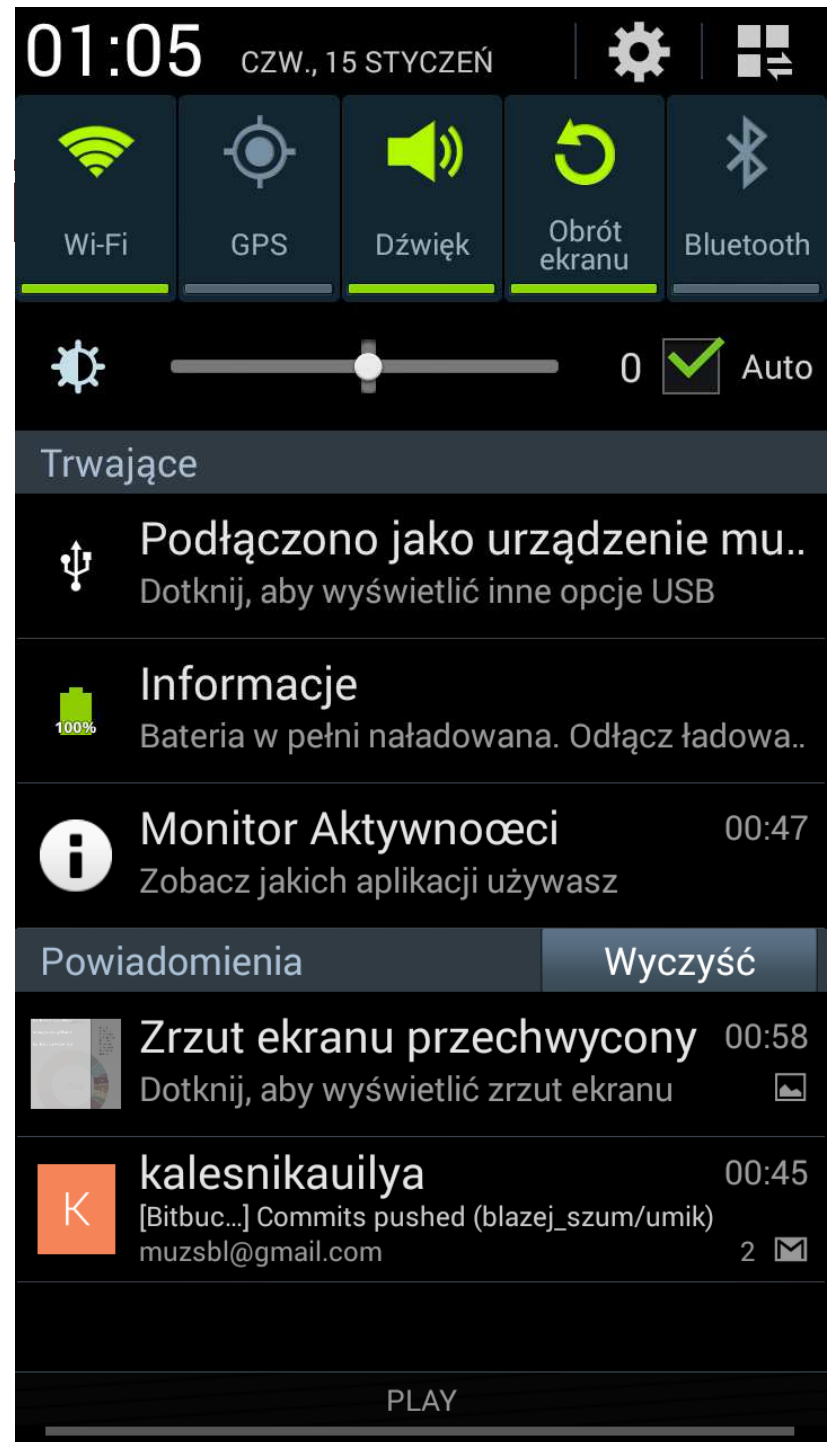 01:05 CZW., 15 STYCZEŃ
Wi-Fi
GPS
Dźwięk
Obrót
ekranu
Bluetooth
0 Auto
Trwające
Podłączono jako urządzenie mu..
Dotknij, aby wyświetlić inne opcje USB
100%
Informacje
Bateria w pełni naładowana. Odłącz ładowa..
Monitor Aktywnoœci 00:47
Zobacz jakich aplikacji używasz
Powiadomienia Wyczyść
Zrzut ekranu przechwycony 00:58
Dotknij, aby wyświetlić zrzut ekranu
K
kalesnikauilya 00:45
[Bitbuc...] Commits pushed (blazej_szum/umik)
muzsbl@gmail.com 2
PLAY